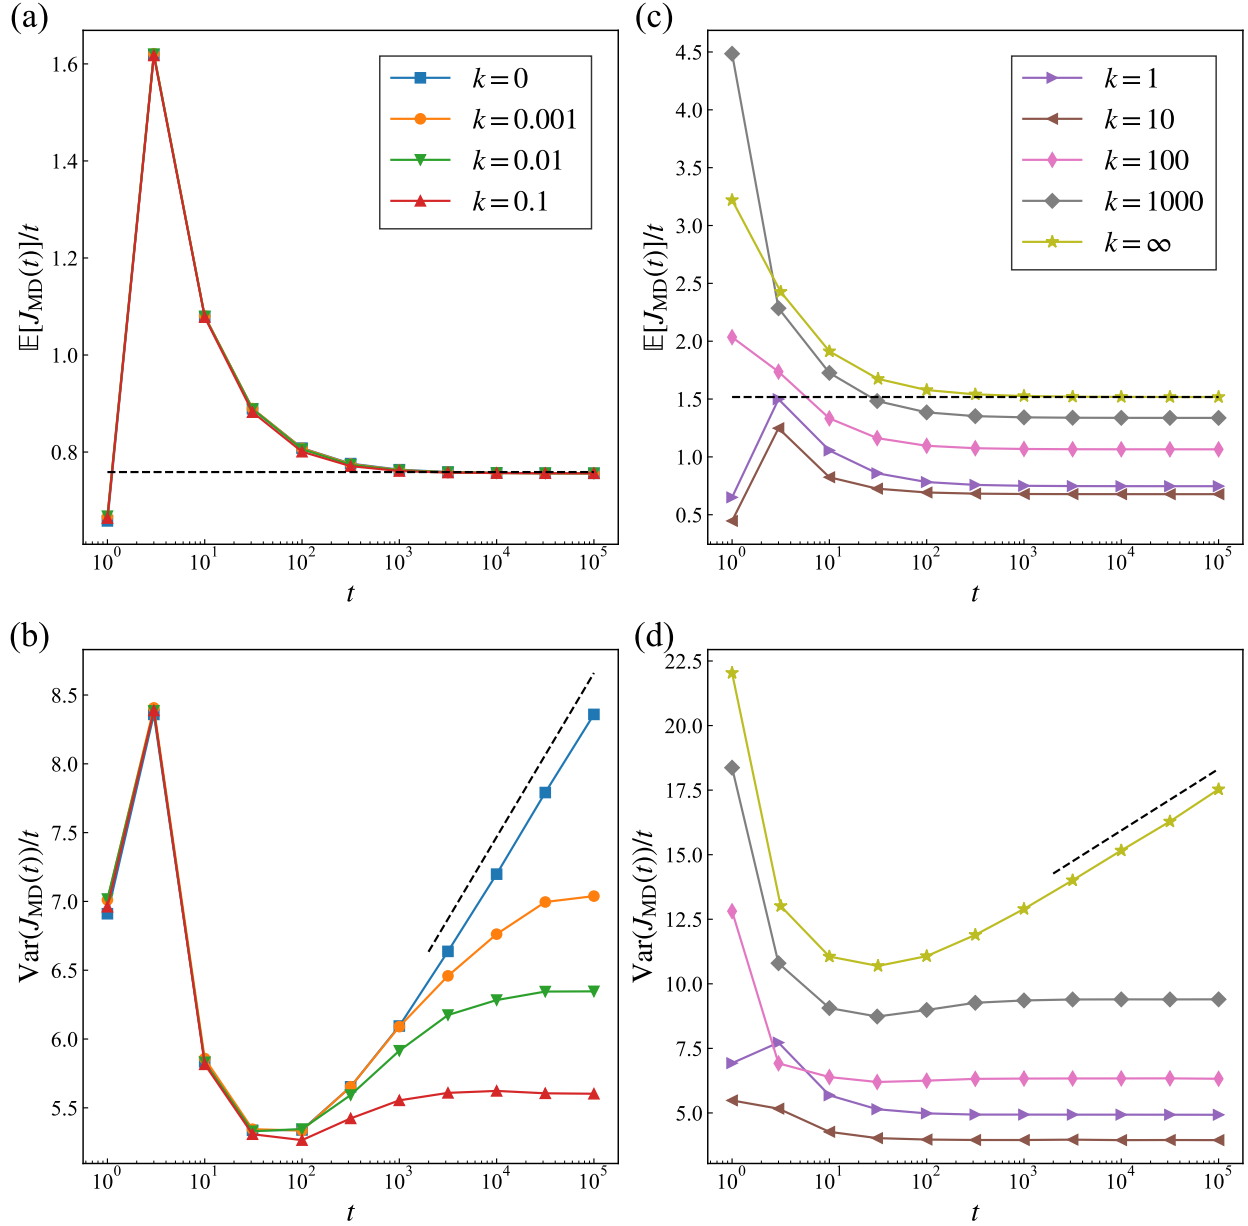 (a)
𝔼[J_MD(t)]/t
1.6
1.4
1.2
1.0
0.8
k = 0
k = 0.001
k = 0.01
k = 0.1
10^0 10^1 10^2 10^3 10^4 10^5
t
(c)
𝔼[J_MD(t)]/t
4.5
4.0
3.5
3.0
2.5
2.0
1.5
1.0
0.5
k = 1
k = 10
k = 100
k = 1000
k = ∞
10^0 10^1 10^2 10^3 10^4 10^5
t
(b)
Var(J_MD(t))/t
8.5
8.0
7.5
7.0
6.5
6.0
5.5
10^0 10^1 10^2 10^3 10^4 10^5
t
(d)
Var(J_MD(t))/t
22.5
20.0
17.5
15.0
12.5
10.0
7.5
5.0
10^0 10^1 10^2 10^3 10^4 10^5
t